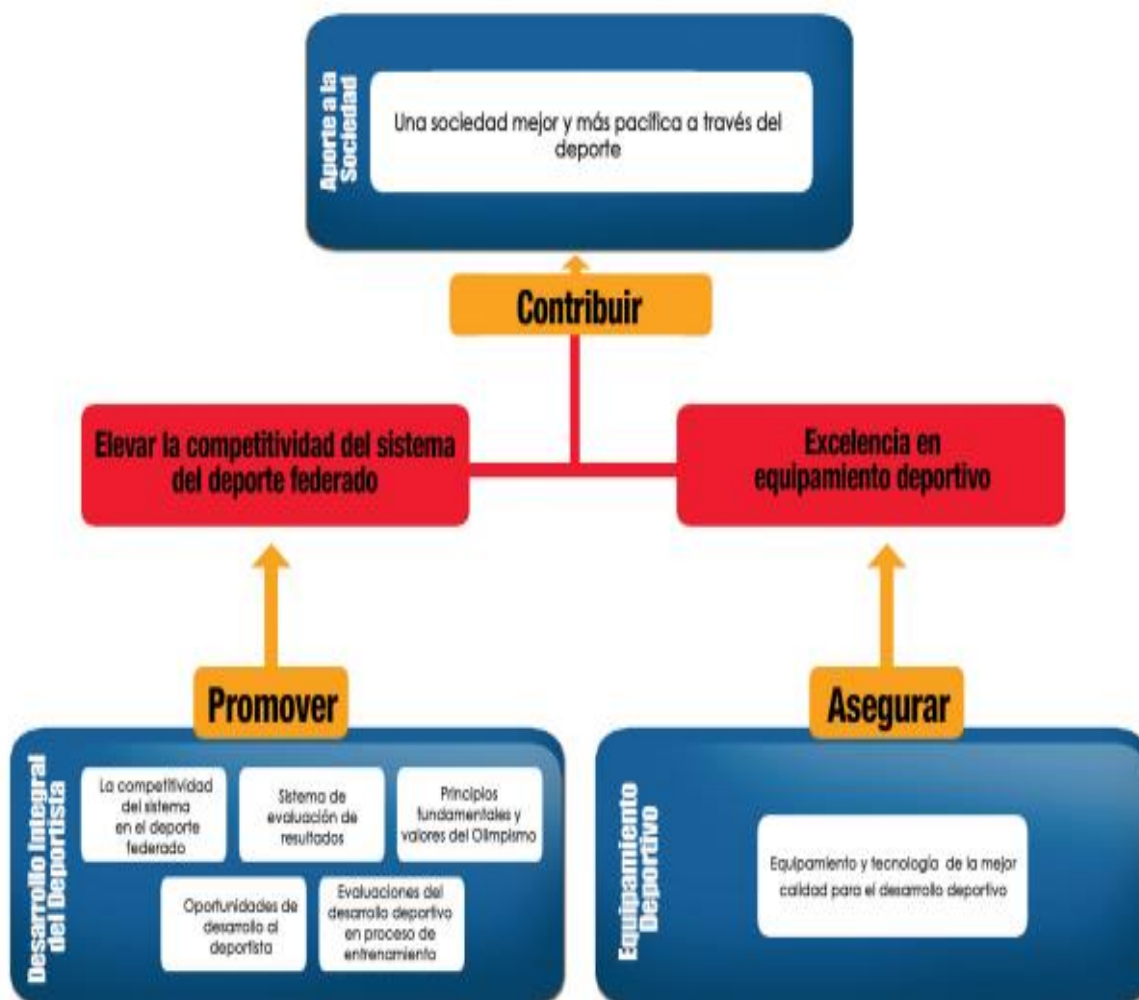 Aporte a la
Sociedad
Una sociedad mejor y más pacífica a través del
deporte
Contribuir
Elevar la competitividad del sistema
del deporte federado
Excelencia en
equipamiento deportivo
Promover
Asegurar
Desarrollo Integral
del Deportista
La competitividad
del sistema
en el deporte
federado
Sistema de
evaluación de
resultados
Principios
fundamentales y
valores del Olimpismo
Oportunidades de
desarrollo al
deportista
Evaluaciones del
desarrollo deportivo
en proceso de
entrenamiento
Equipamiento
Deportivo
Equipamiento y tecnología de la mejor
calidad para el desarrollo deportivo